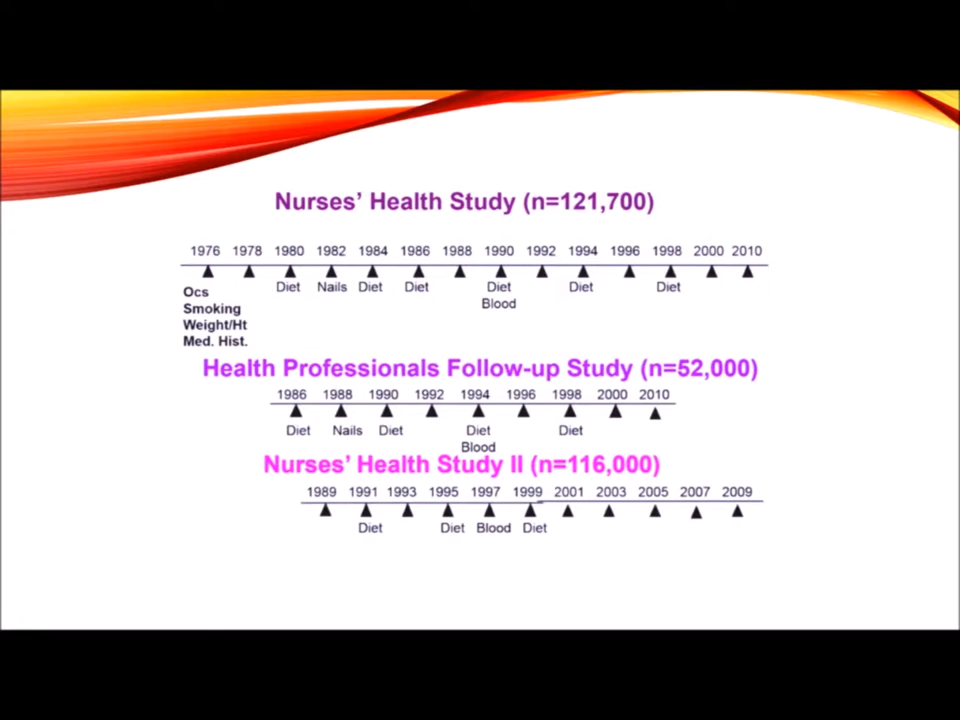 Nurses' Health Study (n=121,700)
1976 1978 1980 1982 1984 1986 1988 1990 1992 1994 1996 1998 2000 2010
Diet Nails Diet Diet Diet Diet Diet
Blood
Ocs
Smoking
Weight/Ht
Med. Hist.
Health Professionals Follow-up Study (n=52,000)
1986 1988 1990 1992 1994 1996 1998 2000 2010
Diet Nails Diet Diet Diet
Blood
Nurses' Health Study II (n=116,000)
1989 1991 1993 1995 1997 1999 2001 2003 2005 2007 2009
Diet Diet Blood Diet